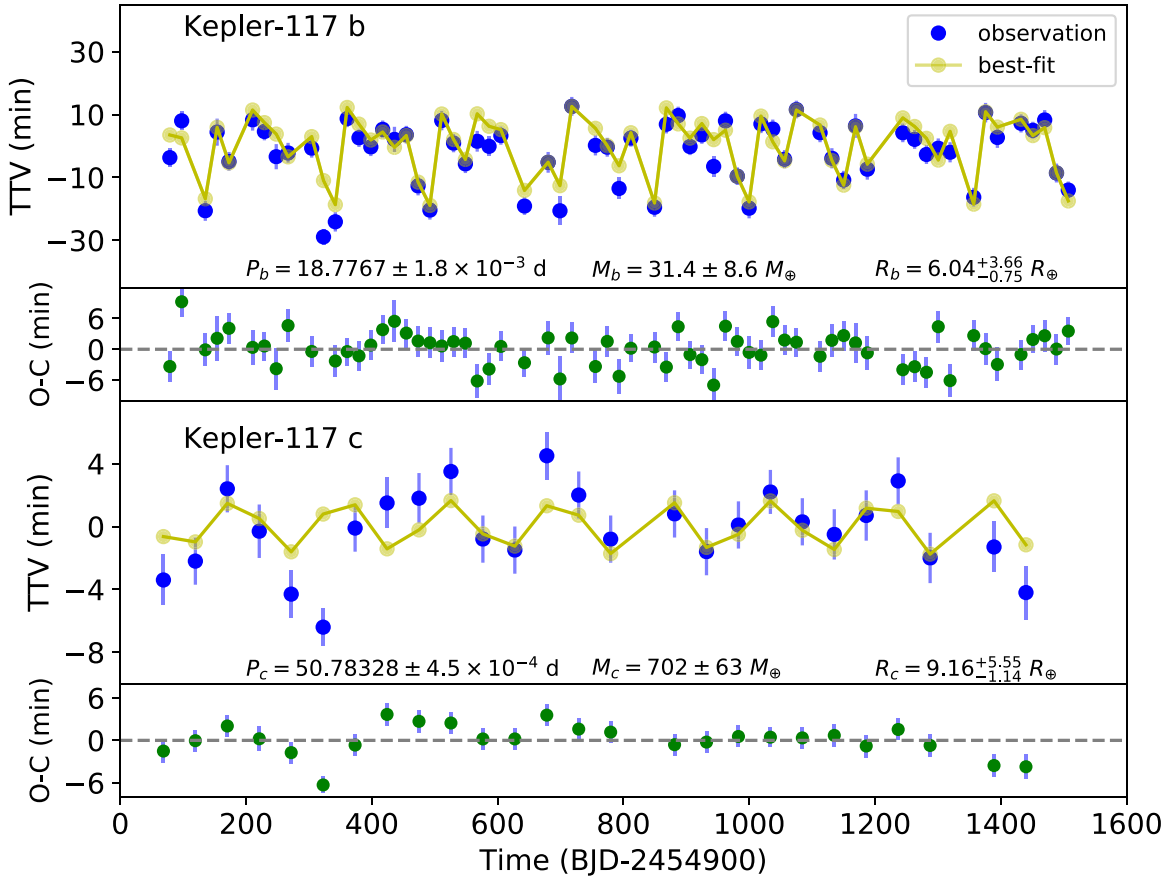 Kepler-117 b
observation
best-fit
TTV (min)
30
10
−10
−30
P_b = 18.7767 ± 1.8 × 10^{−3} d
M_b = 31.4 ± 8.6 M_⊕
R_b = 6.04^{+3.66}_{−0.75} R_⊕
O-C (min)
6
0
−6
Kepler-117 c
TTV (min)
4
0
−4
−8
P_c = 50.78328 ± 4.5 × 10^{−4} d
M_c = 702 ± 63 M_⊕
R_c = 9.16^{+5.55}_{−1.14} R_⊕
O-C (min)
6
0
−6
0 200 400 600 800 1000 1200 1400 1600
Time (BJD-2454900)